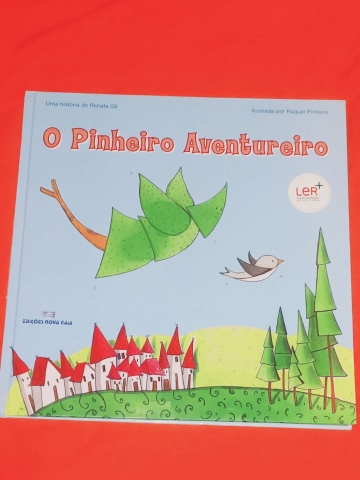 Uma história de Renata Gil
Ilustrada por Raquel Pinheiro
O Pinheiro Aventureiro
LeR+
edições nova gaia